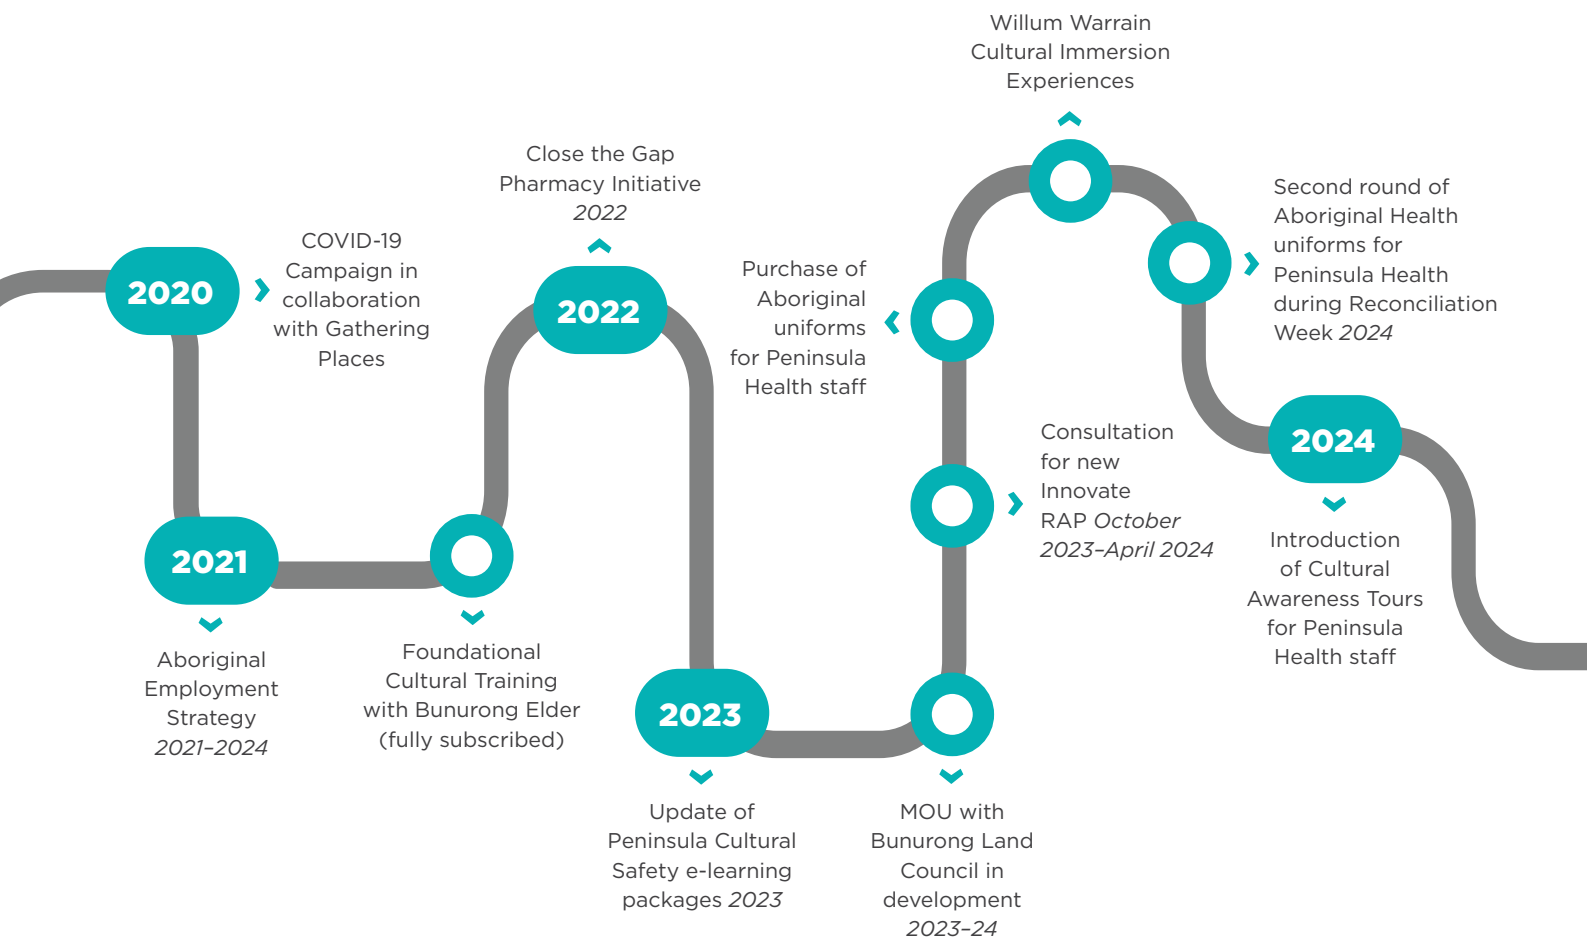 2020
COVID-19
Campaign in
collaboration
with Gathering
Places
2021
Aboriginal
Employment
Strategy
2021–2024
Foundational
Cultural Training
with Bunurong Elder
(fully subscribed)
Close the Gap
Pharmacy Initiative
2022
2022
2023
Update of
Peninsula Cultural
Safety e-learning
packages 2023
MOU with
Bunurong Land
Council in
development
2023–24
Consultation
for new
Innovate
RAP October
2023–April 2024
Purchase of
Aboriginal
uniforms
for Peninsula
Health staff
Willum Warrain
Cultural Immersion
Experiences
Second round of
Aboriginal Health
uniforms for
Peninsula Health
during Reconciliation
Week 2024
2024
Introduction
of Cultural
Awareness Tours
for Peninsula
Health staff